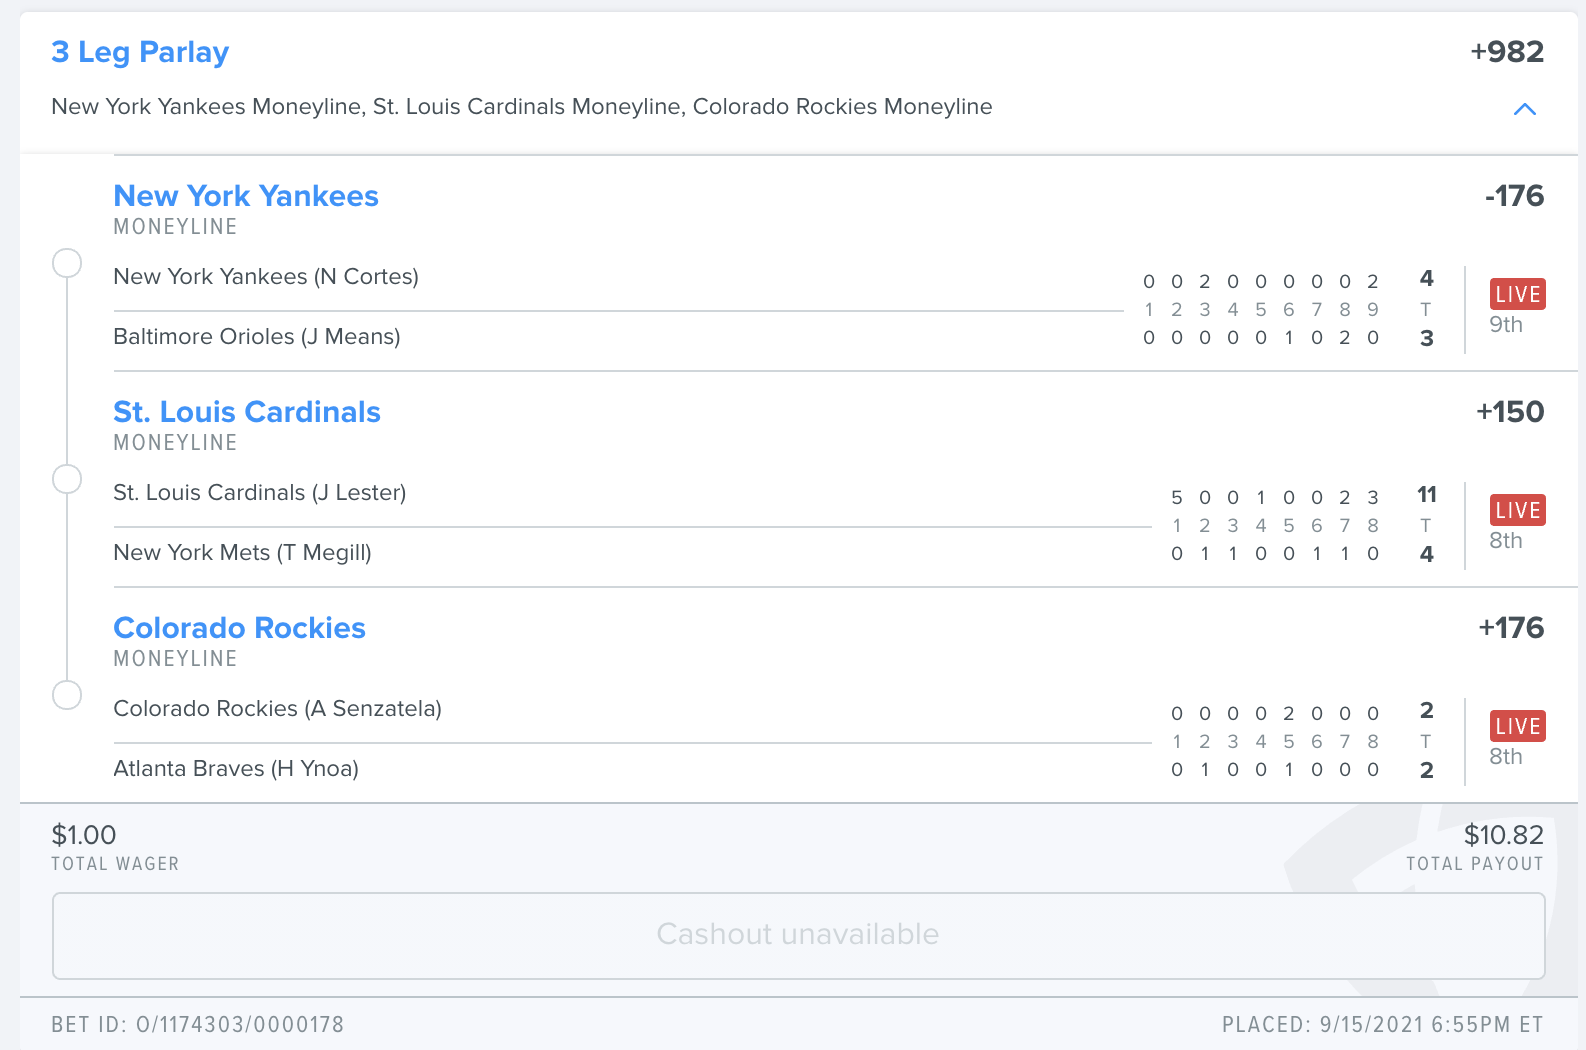 3 Leg Parlay +982
New York Yankees Moneyline, St. Louis Cardinals Moneyline, Colorado Rockies Moneyline
New York Yankees -176
MONEYLINE
New York Yankees (N Cortes) 0 0 2 0 0 0 0 0 2 4
1 2 3 4 5 6 7 8 9 T
Baltimore Orioles (J Means) 0 0 0 0 0 1 0 2 0 3
LIVE
9th
St. Louis Cardinals +150
MONEYLINE
St. Louis Cardinals (J Lester) 5 0 0 1 0 0 2 3 11
1 2 3 4 5 6 7 8 T
New York Mets (T Megill) 0 1 1 0 0 1 1 0 4
LIVE
8th
Colorado Rockies +176
MONEYLINE
Colorado Rockies (A Senzatela) 0 0 0 0 2 0 0 0 2
1 2 3 4 5 6 7 8 T
Atlanta Braves (H Ynoa) 0 1 0 0 1 0 0 0 2
LIVE
8th
$1.00 $10.82
TOTAL WAGER TOTAL PAYOUT
Cashout unavailable
BET ID: O/1174303/0000178 PLACED: 9/15/2021 6:55PM ET